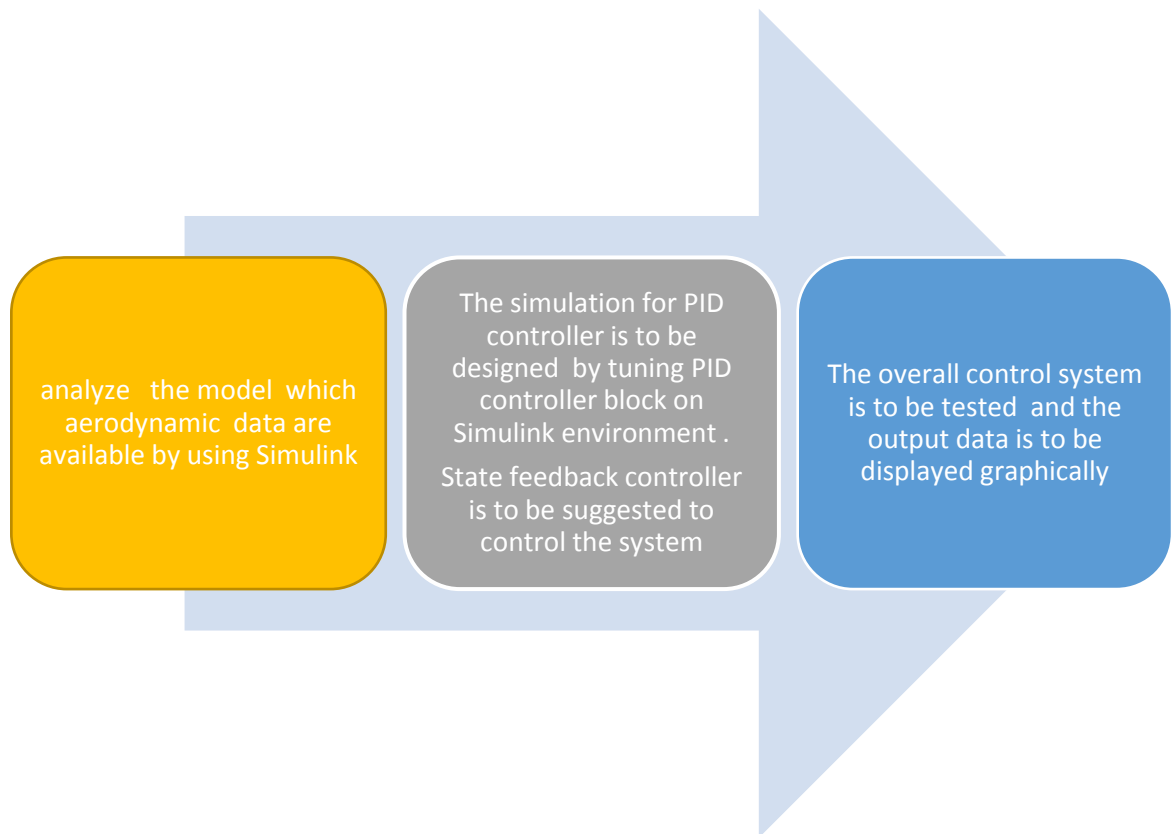 analyze the model which
aerodynamic data are
available by using Simulink
The simulation for PID
controller is to be
designed by tuning PID
controller block on
Simulink environment .
State feedback controller
is to be suggested to
control the system
The overall control system
is to be tested and the
output data is to be
displayed graphically